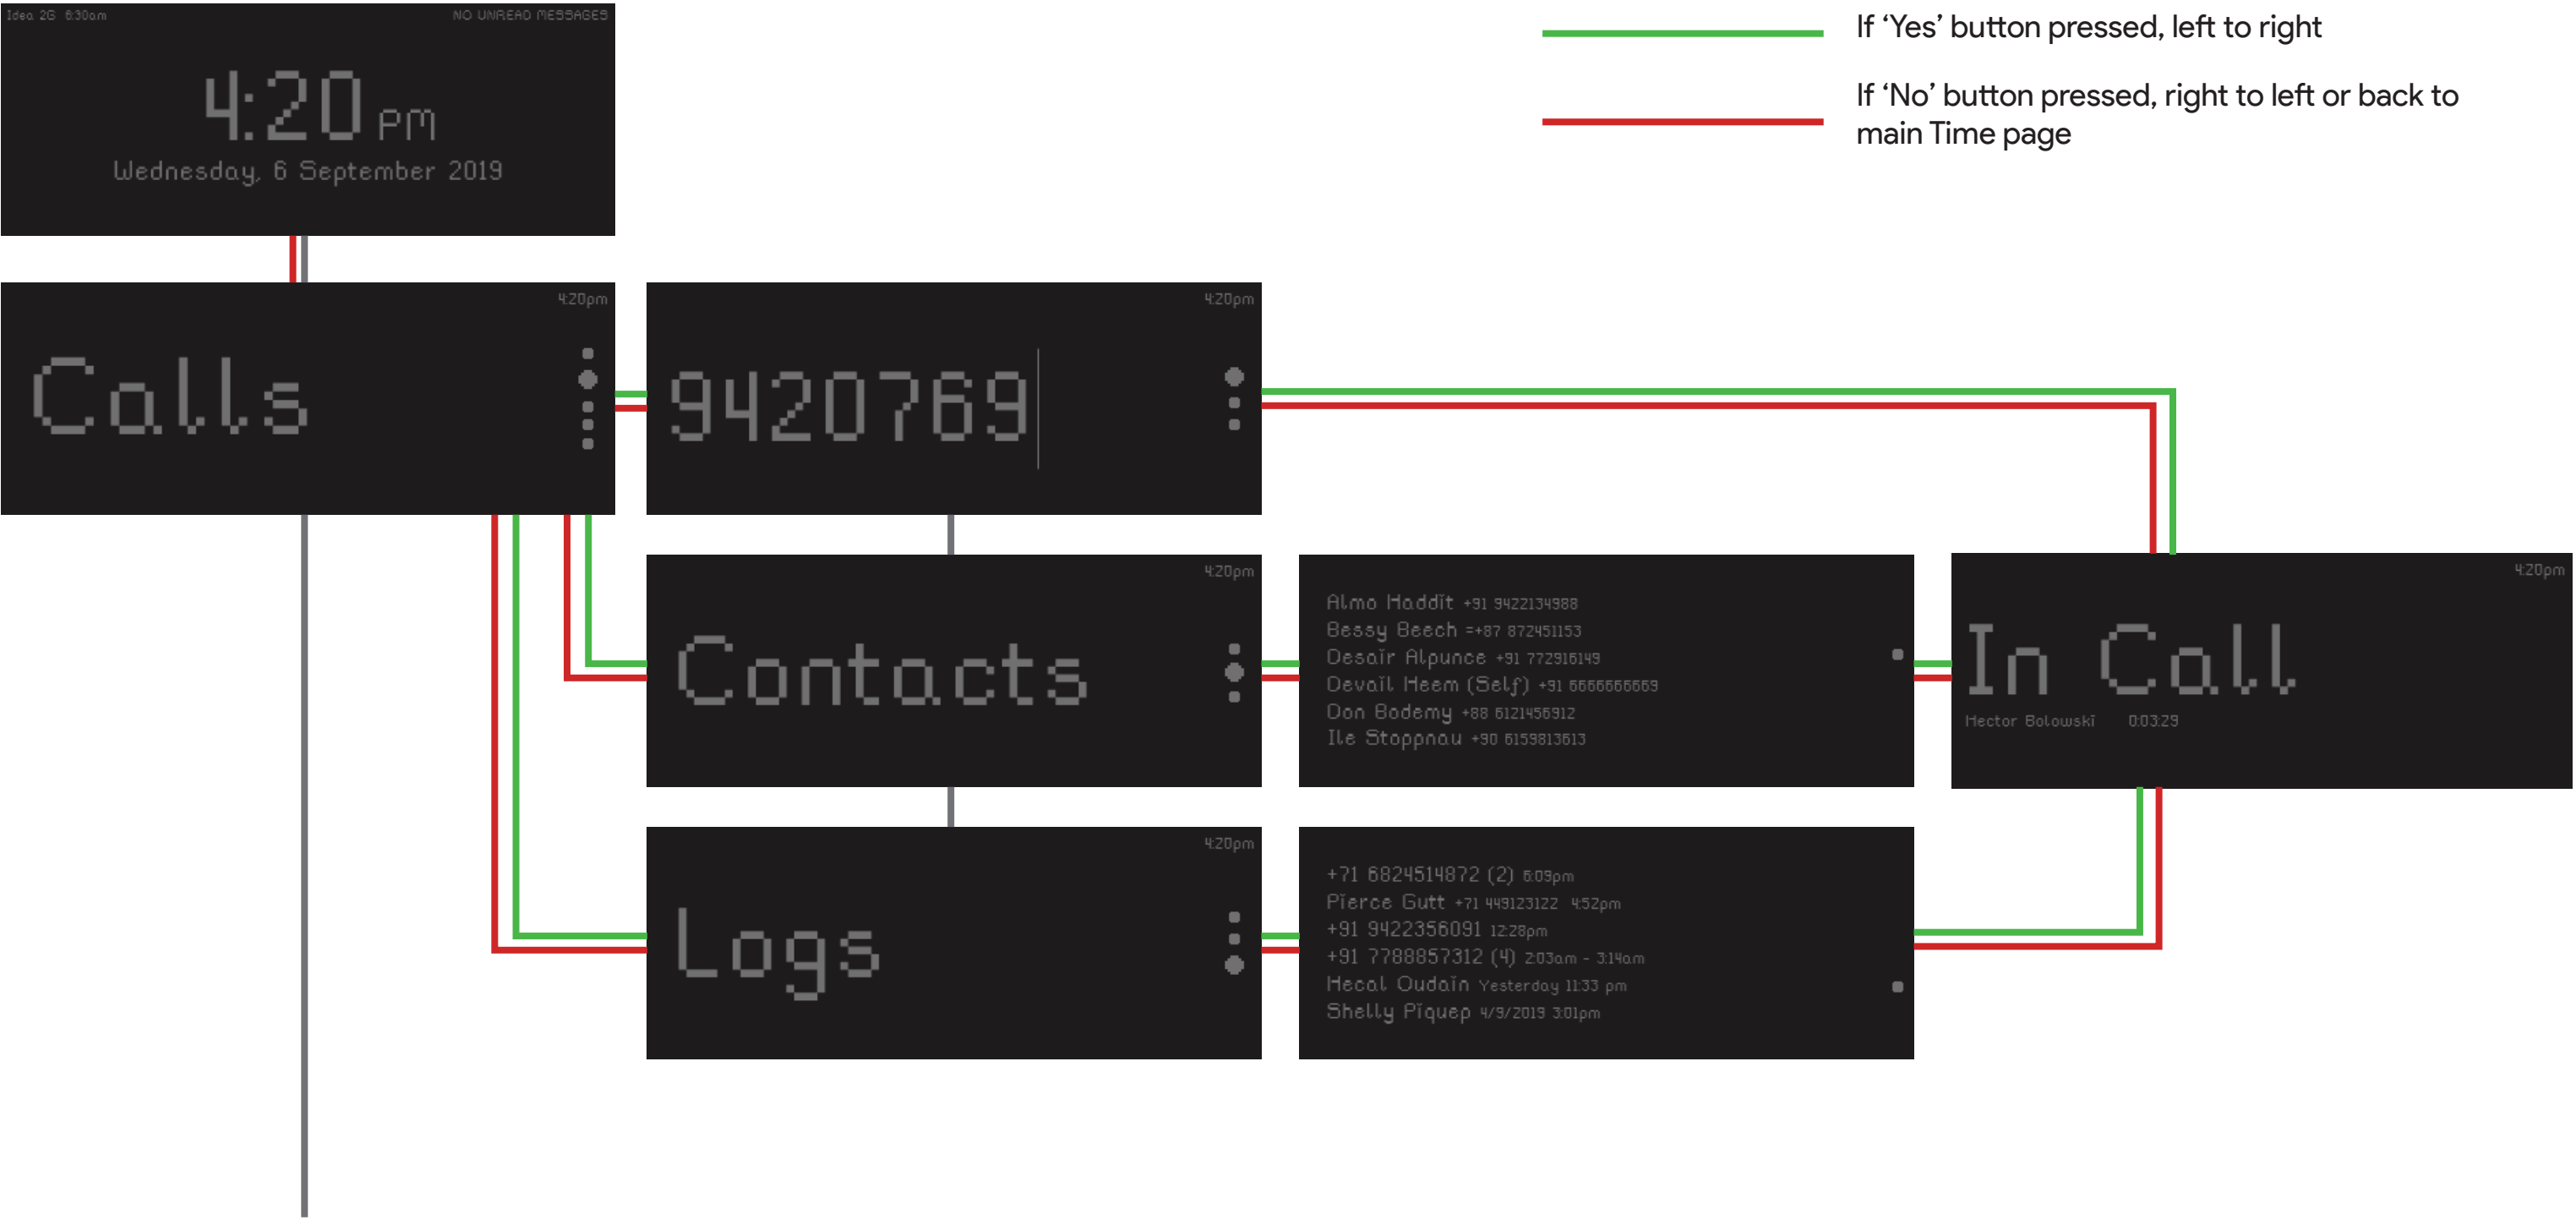 Idea 2G 6:30am
NO UNREAD MESSAGES
4:20 pm
Wednesday, 6 September 2019
If ‘Yes’ button pressed, left to right
If ‘No’ button pressed, right to left or back to
main Time page
4:20pm
Calls
4:20pm
9420769
4:20pm
Contacts
Almo Haddit +91 9422134988
Bessy Beech =+87 872451153
Desair Alpunce +91 772916149
Devail Heem (Self) +91 6666666669
Don Bodemy +88 6121456912
Ile Stoppnau +90 6159813613
4:20pm
In Call
Hector Bolowski 0:03:29
4:20pm
Logs
+71 6824514872 (2) 6:09pm
Pierce Gutt +71 449123122 4:52pm
+91 9422356091 12:28pm
+91 7788857312 (4) 2:03am - 3:14am
Hecal Oudain Yesterday 11:33 pm
Shelly Piquep 4/9/2019 3:01pm